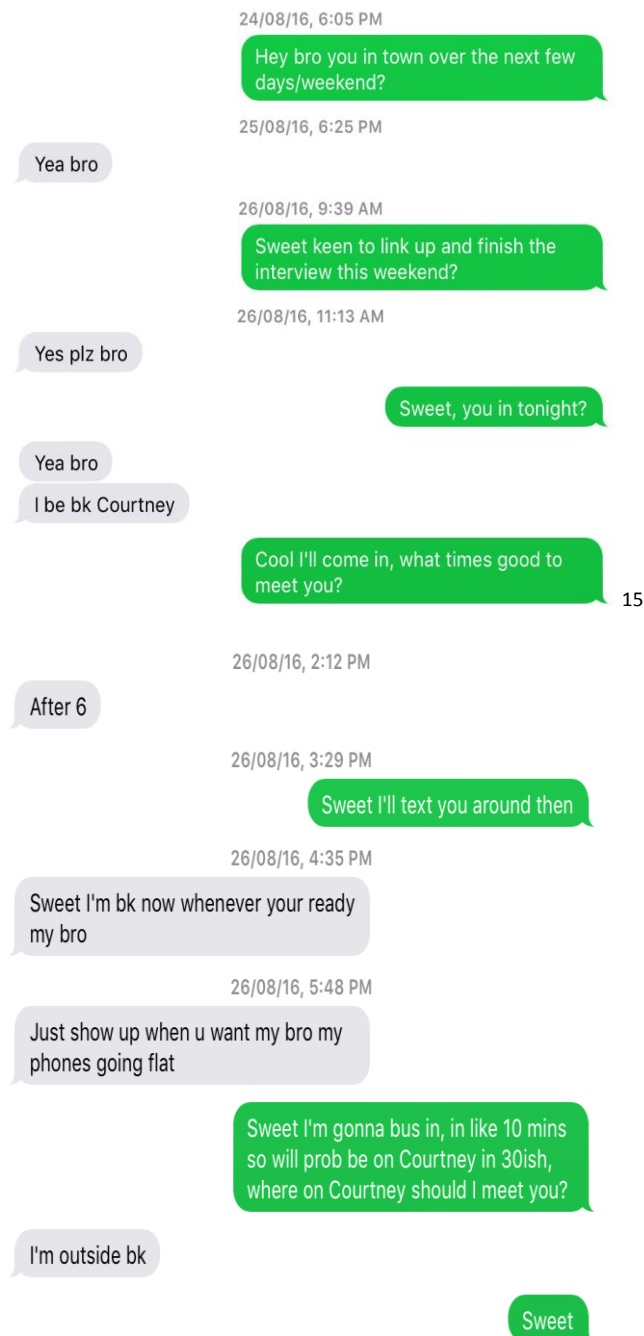 24/08/16, 6:05 PM
Hey bro you in town over the next few
days/weekend?
25/08/16, 6:25 PM
Yea bro
26/08/16, 9:39 AM
Sweet keen to link up and finish the
interview this weekend?
26/08/16, 11:13 AM
Yes plz bro
Sweet, you in tonight?
Yea bro
I be bk Courtney
Cool I'll come in, what times good to
meet you?
15
26/08/16, 2:12 PM
After 6
26/08/16, 3:29 PM
Sweet I'll text you around then
26/08/16, 4:35 PM
Sweet I'm bk now whenever your ready
my bro
26/08/16, 5:48 PM
Just show up when u want my bro my
phones going flat
Sweet I'm gonna bus in, in like 10 mins
so will prob be on Courtney in 30ish,
where on Courtney should I meet you?
I'm outside bk
Sweet